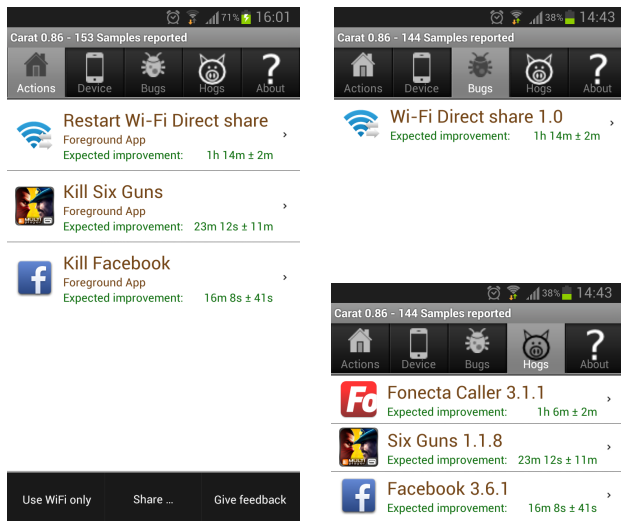 71% 16:01
Carat 0.86 - 153 Samples reported
Actions Device Bugs Hogs About
Restart Wi-Fi Direct share
Foreground App
Expected improvement: 1h 14m ± 2m
Kill Six Guns
Foreground App
Expected improvement: 23m 12s ± 11m
Kill Facebook
Foreground App
Expected improvement: 16m 8s ± 41s
Use WiFi only Share ... Give feedback
38% 14:43
Carat 0.86 - 144 Samples reported
Actions Device Bugs Hogs About
Wi-Fi Direct share 1.0
Expected improvement: 1h 14m ± 2m
38% 14:43
Carat 0.86 - 144 Samples reported
Actions Device Bugs Hogs About
Fo
Fonecta Caller 3.1.1
Expected improvement: 1h 6m ± 2m
Six Guns 1.1.8
Expected improvement: 23m 12s ± 11m
Facebook 3.6.1
Expected improvement: 16m 8s ± 41s